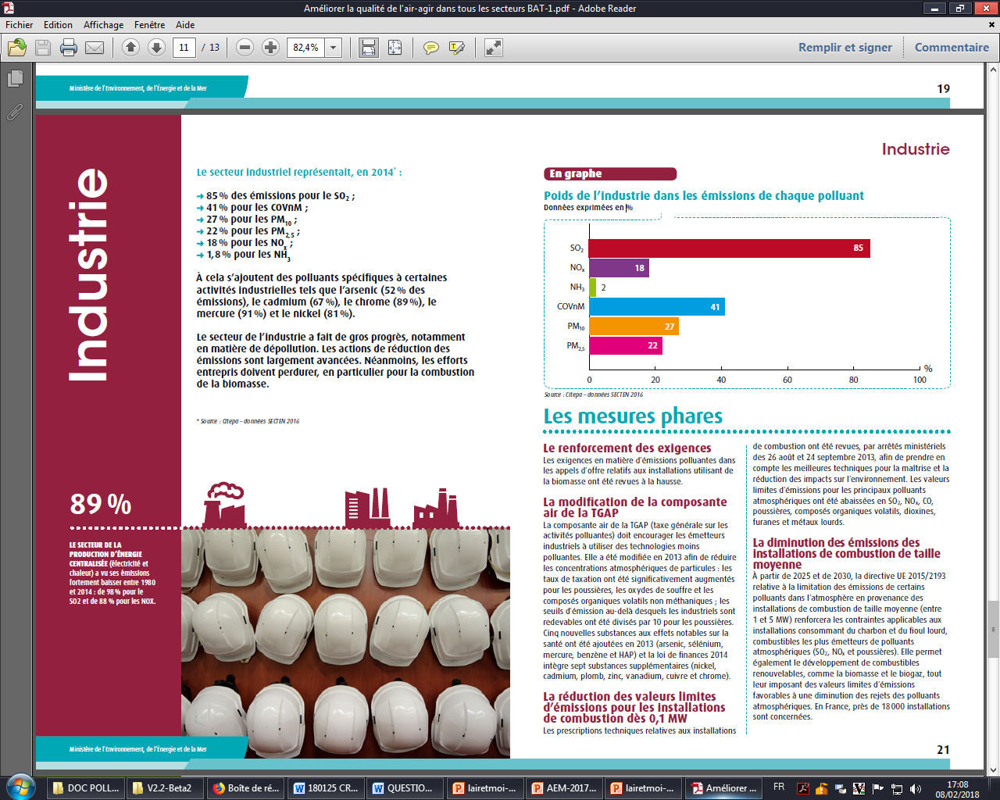 Améliorer la qualité de l'air-agir dans tous les secteurs BAT-1.pdf - Adobe Reader
Fichier Edition Affichage Fenêtre Aide
11 / 13 82,4% Remplir et signer Commentaire
Ministère de l'Environnement, de l'Énergie et de la Mer
19
Industrie
Le secteur industriel représentait, en 2014* :
➜ 85 % des émissions pour le SO₂ ;
➜ 41 % pour les COVnM ;
➜ 27 % pour les PM₁₀ ;
➜ 22 % pour les PM₂,₅ ;
➜ 18 % pour les NOₓ ;
➜ 1,8 % pour les NH₃
À cela s'ajoutent des polluants spécifiques à certaines
activités industrielles tels que l'arsenic (52 % des
émissions), le cadmium (67 %), le chrome (89 %), le
mercure (91 %) et le nickel (81 %).
Le secteur de l'industrie a fait de gros progrès, notamment
en matière de dépollution. Les actions de réduction des
émissions sont largement avancées. Néanmoins, les efforts
entrepris doivent perdurer, en particulier pour la combustion
de la biomasse.
* Source : Citepa – données SECTEN 2016
89 %
LE SECTEUR DE LA
PRODUCTION D'ÉNERGIE
CENTRALISÉE (électricité et
chaleur) a vu ses émissions
fortement baisser entre 1980
et 2014 : de 98 % pour le
SO2 et de 88 % pour les NOX.
Ministère de l'Environnement, de l'Énergie et de la Mer
Industrie
En graphe
Poids de l'industrie dans les émissions de chaque polluant
Données exprimées en %
SO₂ 85
NOₓ 18
NH₃ 2
COVnM 41
PM₁₀ 27
PM₂,₅ 22
%
0 20 40 60 80 100
Source : Citepa – données SECTEN 2016
Les mesures phares
Le renforcement des exigences
Les exigences en matière d'émissions polluantes dans
les appels d'offre relatifs aux installations utilisant de
la biomasse ont été revues à la hausse.
La modification de la composante
air de la TGAP
La composante air de la TGAP (taxe générale sur les
activités polluantes) doit encourager les émetteurs
industriels à utiliser des technologies moins
polluantes. Elle a été modifiée en 2013 afin de réduire
les concentrations atmosphériques de particules : les
taux de taxation ont été significativement augmentés
pour les poussières, les oxydes de souffre et les
composés organiques volatils non méthaniques ; les
seuils d'émission au-delà desquels les industriels sont
redevables ont été divisés par 10 pour les poussières.
Cinq nouvelles substances aux effets notables sur la
santé ont été ajoutées en 2013 (arsenic, sélénium,
mercure, benzène et HAP) et la loi de finances 2014
intègre sept substances supplémentaires (nickel,
cadmium, plomb, zinc, vanadium, cuivre et chrome).
La réduction des valeurs limites
d'émissions pour les installations
de combustion dès 0,1 MW
Les prescriptions techniques relatives aux installations
de combustion ont été revues, par arrêtés ministériels
des 26 août et 24 septembre 2013, afin de prendre en
compte les meilleures techniques pour la maîtrise et la
réduction des impacts sur l'environnement. Les valeurs
limites d'émissions pour les principaux polluants
atmosphériques ont été abaissées en SO₂, NOₓ, CO,
poussières, composés organiques volatils, dioxines,
furanes et métaux lourds.
La diminution des émissions des
installations de combustion de taille
moyenne
À partir de 2025 et de 2030, la directive UE 2015/2193
relative à la limitation des émissions de certains
polluants dans l'atmosphère en provenance des
installations de combustion de taille moyenne (entre
1 et 5 MW) renforcera les contraintes applicables aux
installations consommant du charbon et du fioul lourd,
combustibles les plus émetteurs de polluants
atmosphériques (SO₂, NOₓ et poussières). Elle permet
également le développement de combustibles
renouvelables, comme la biomasse et le biogaz, tout
leur imposant des valeurs limites d'émissions
favorables à une diminution des rejets des polluants
atmosphériques. En France, près de 18 000 installations
sont concernées.
21
DOC POLL... V2.2-Beta2 Boîte de ré... 180125 CR... QUESTIO... lairetmoi-... AEM-2017... lairetmoi-... Améliorer ... FR 17:08
08/02/2018